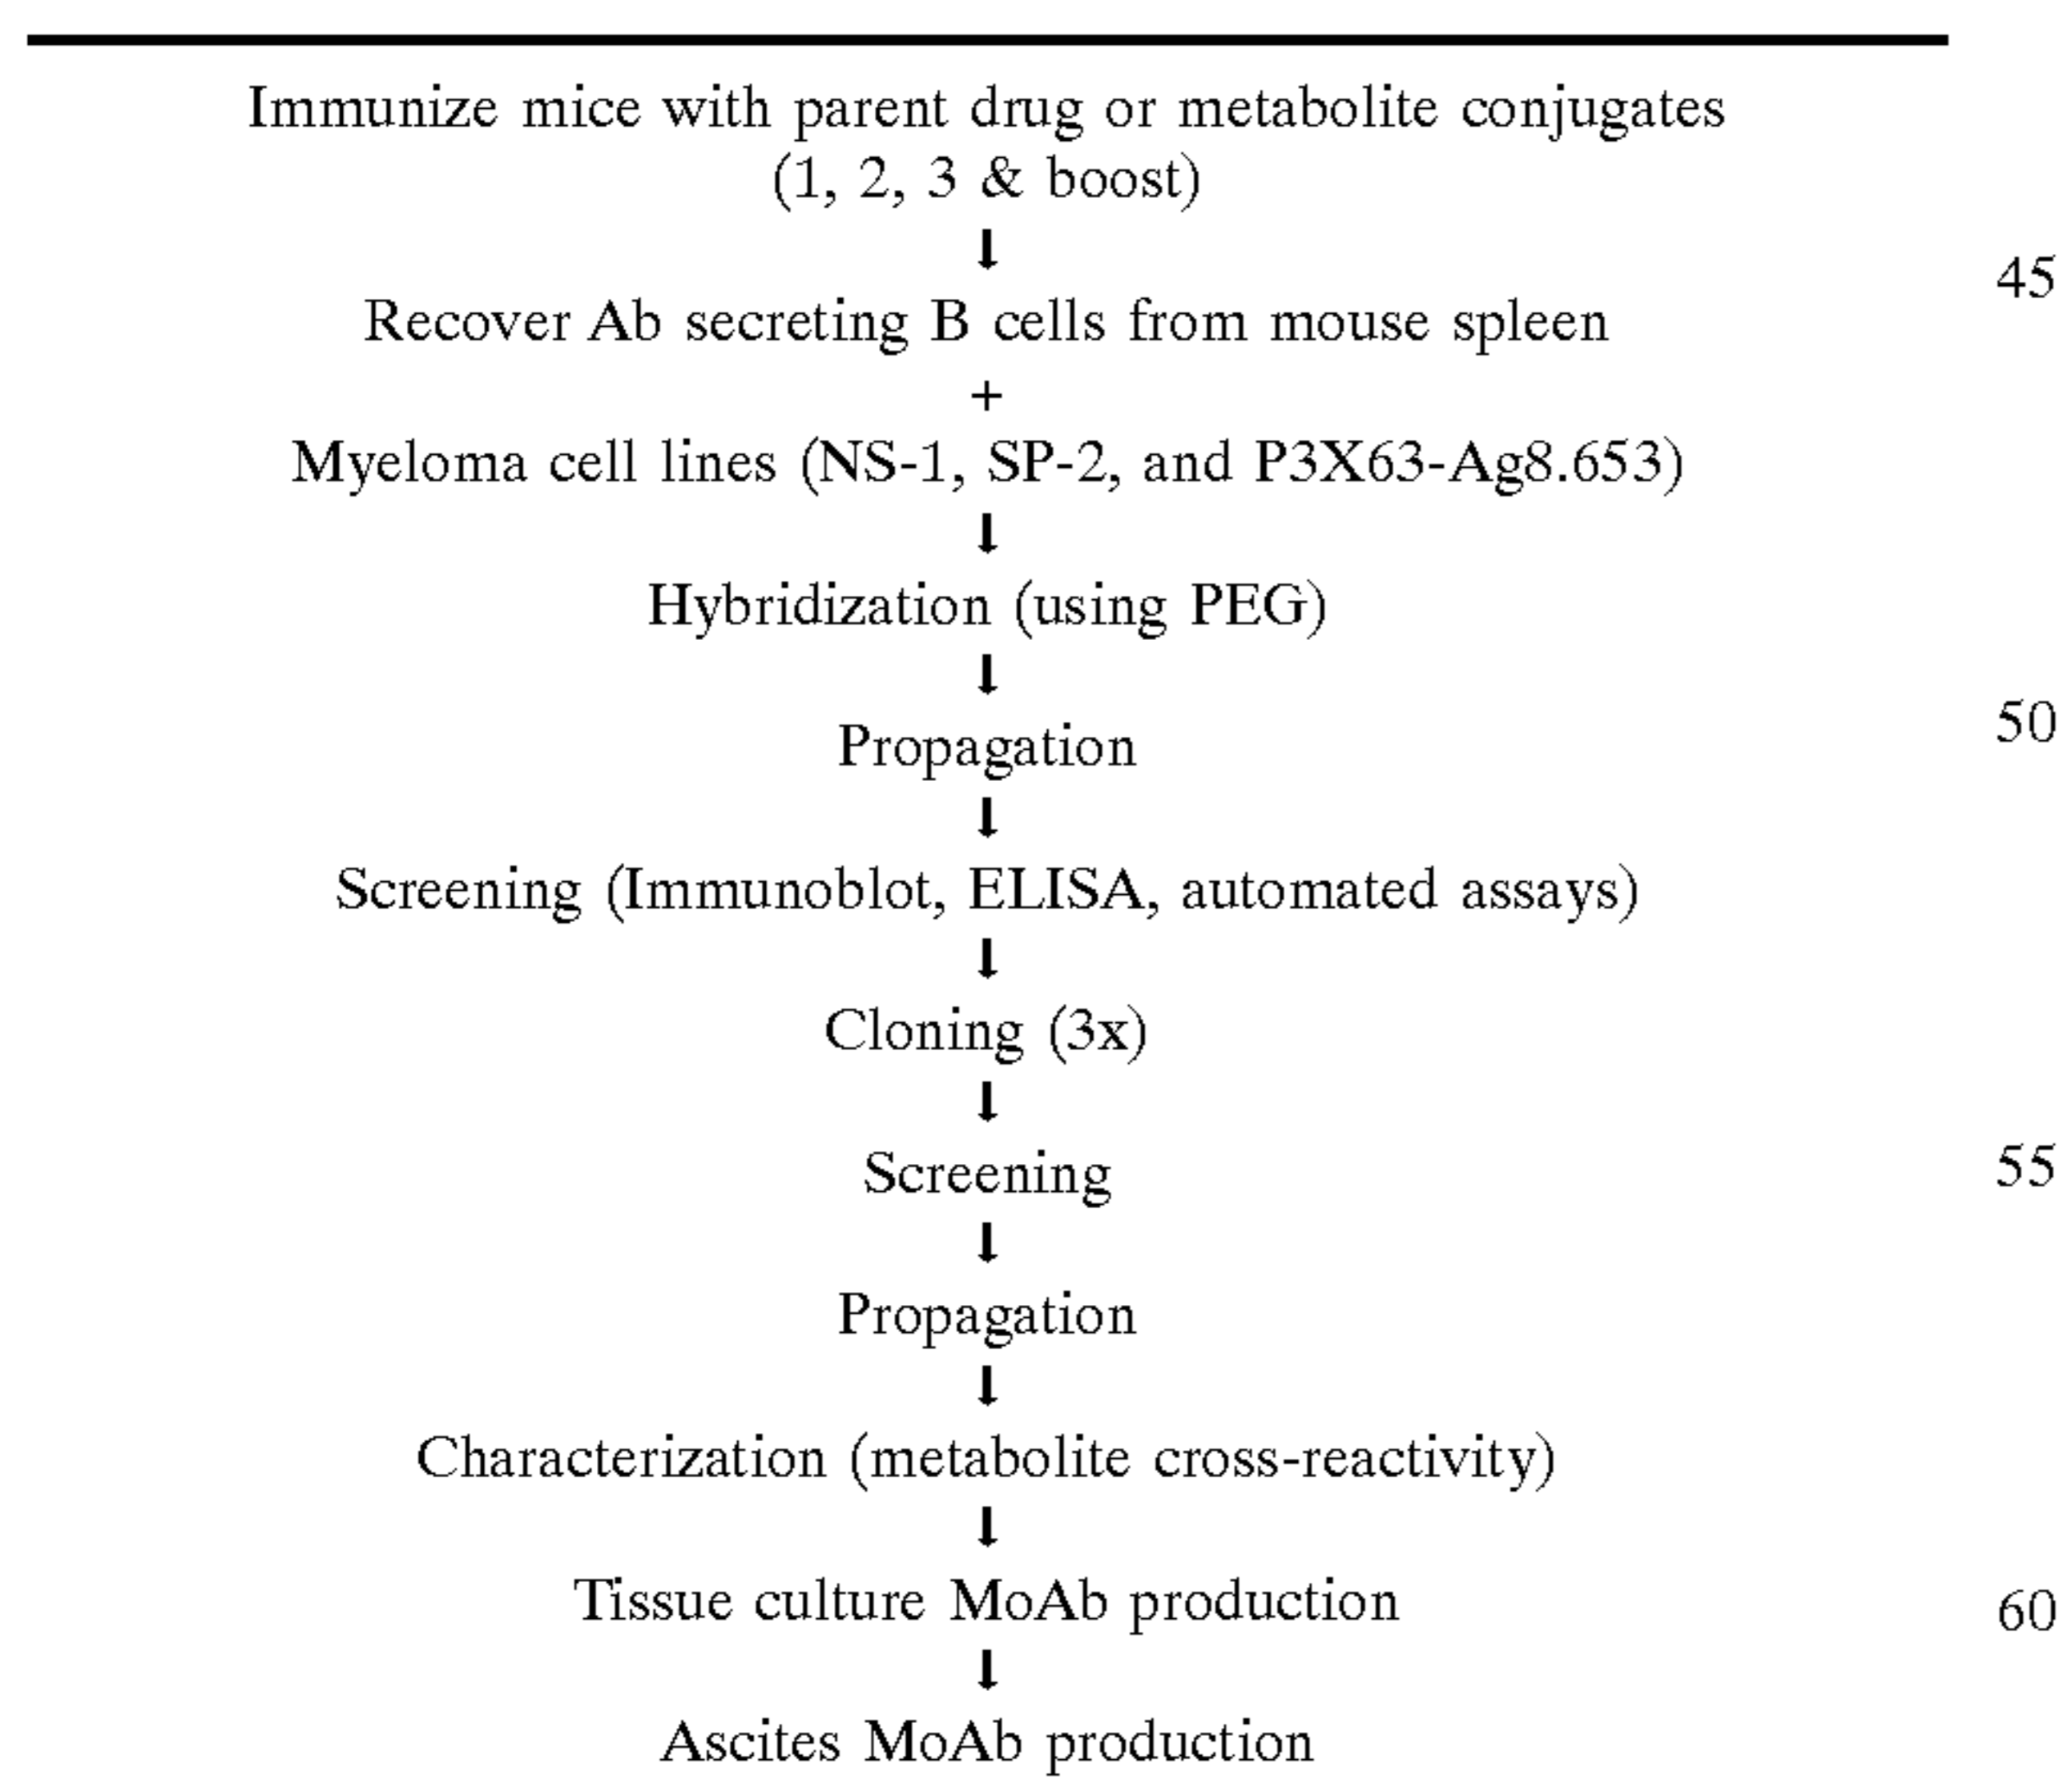 Immunize mice with parent drug or metabolite conjugates
(1, 2, 3 & boost)
45
Recover Ab secreting B cells from mouse spleen
+
Myeloma cell lines (NS-1, SP-2, and P3X63-Ag8.653)
Hybridization (using PEG)
50
Propagation
Screening (Immunoblot, ELISA, automated assays)
Cloning (3x)
55
Screening
Propagation
Characterization (metabolite cross-reactivity)
Tissue culture MoAb production
60
Ascites MoAb production